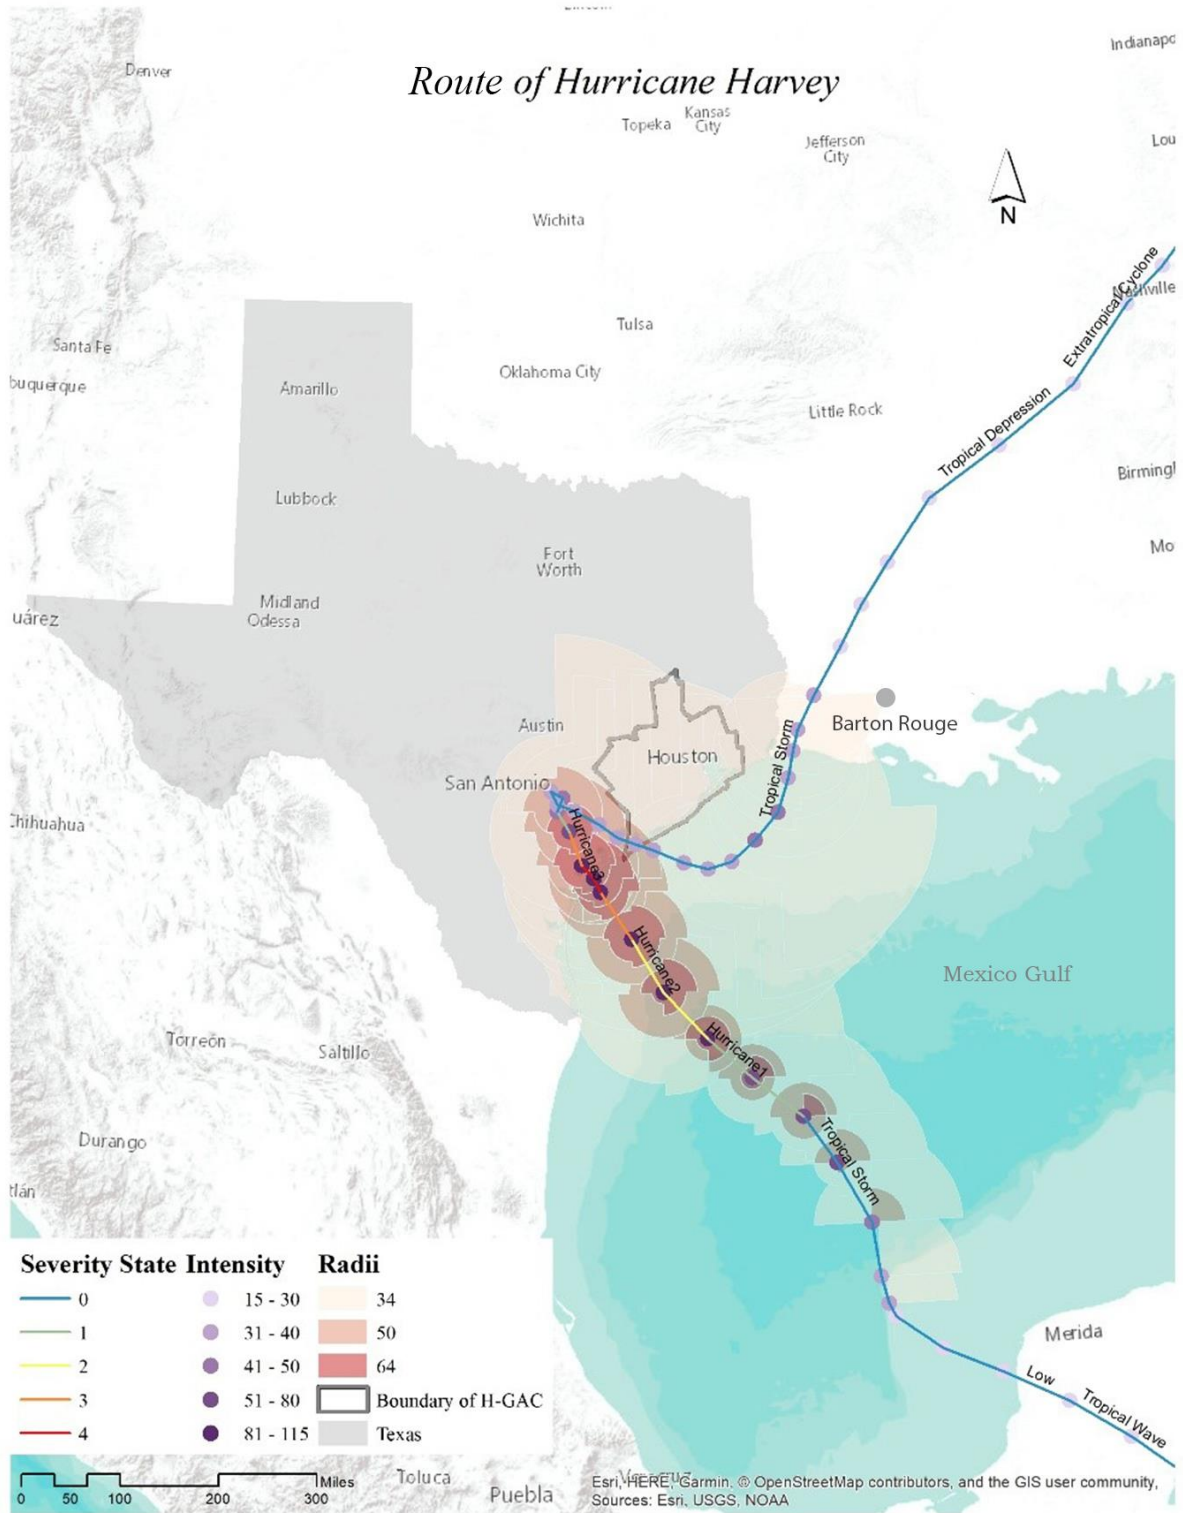 Lincoln
Indianapo
Denver
Route of Hurricane Harvey
Topeka
Kansas
City
Jefferson
City
Lou
N
Wichita
Extratropical Cyclone
Nashville
Tulsa
Santa Fe
buquerque
Oklahoma City
Amarillo
Little Rock
Tropical Depression
Birmingh
Lubbock
Fort
Worth
Mo
Midland
Odessa
uárez
Austin
Barton Rouge
Houston
Tropical Storm
San Antonio
Chihuahua
Hurricane3
Hurricane2
Mexico Gulf
Hurricane1
Torreón
Saltillo
Tropical Storm
Durango
tlán
Merida
Low
Tropical Wave
Severity State Intensity Radii
0 15 - 30 34
1 31 - 40 50
2 41 - 50 64
3 51 - 80 Boundary of H-GAC
4 81 - 115 Texas
Miles
0 50 100 200 300
Toluca
Puebla
Veracruz
Esri, HERE, Garmin, © OpenStreetMap contributors, and the GIS user community,
Sources: Esri, USGS, NOAA